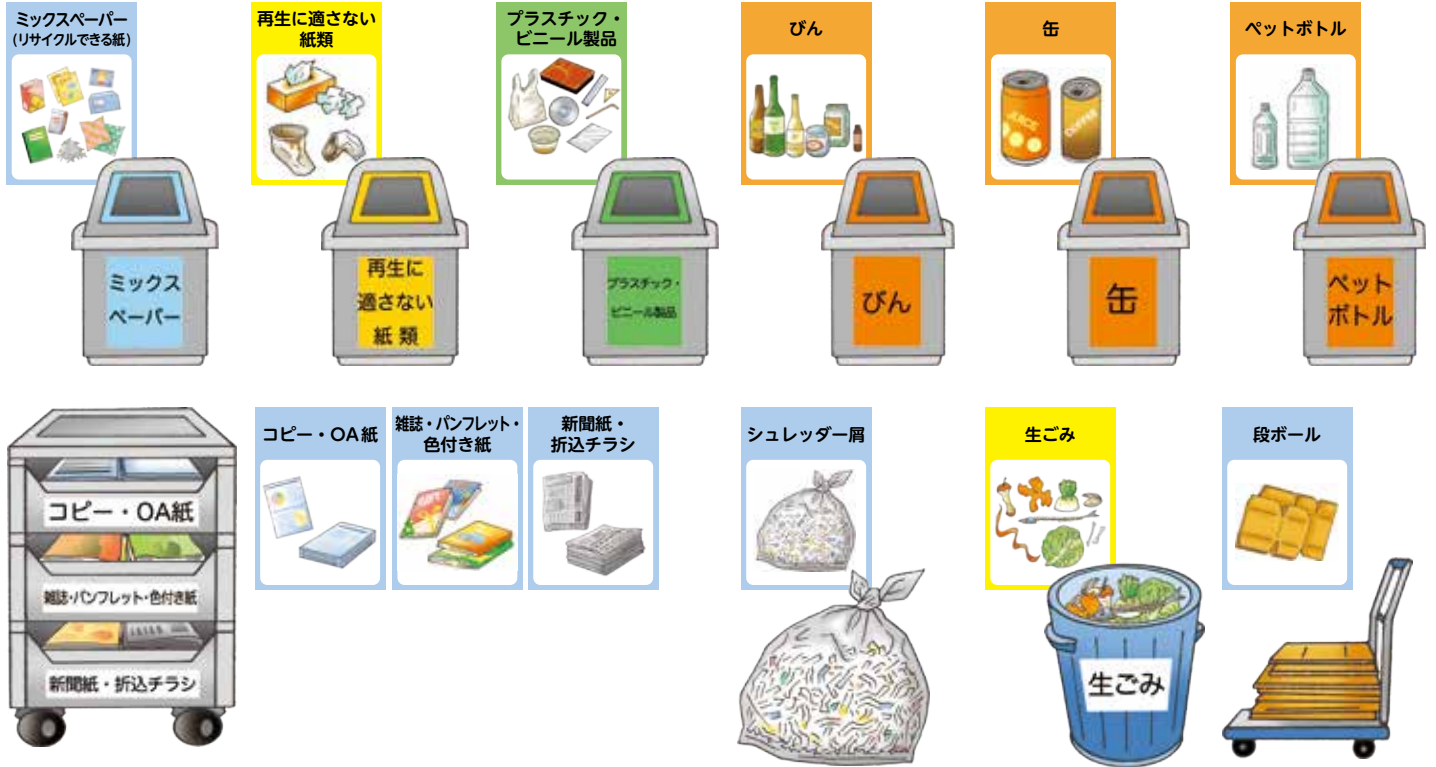 ミックスペーパー
(リサイクルできる紙)
再生に適さない
紙類
プラスチック・
ビニール製品
びん
缶
ペットボトル
JUICE
COFFEE
ミックス
ペーパー
再生に
適さない
紙 類
プラスチック・
ビニール製品
びん
缶
ペット
ボトル
コピー・OA紙
雑誌・パンフレット・
色付き紙
新聞紙・
折込チラシ
シュレッダー屑
生ごみ
段ボール
コピー・OA紙
雑誌・パンフレット・色付き紙
新聞紙・折込チラシ
生ごみ